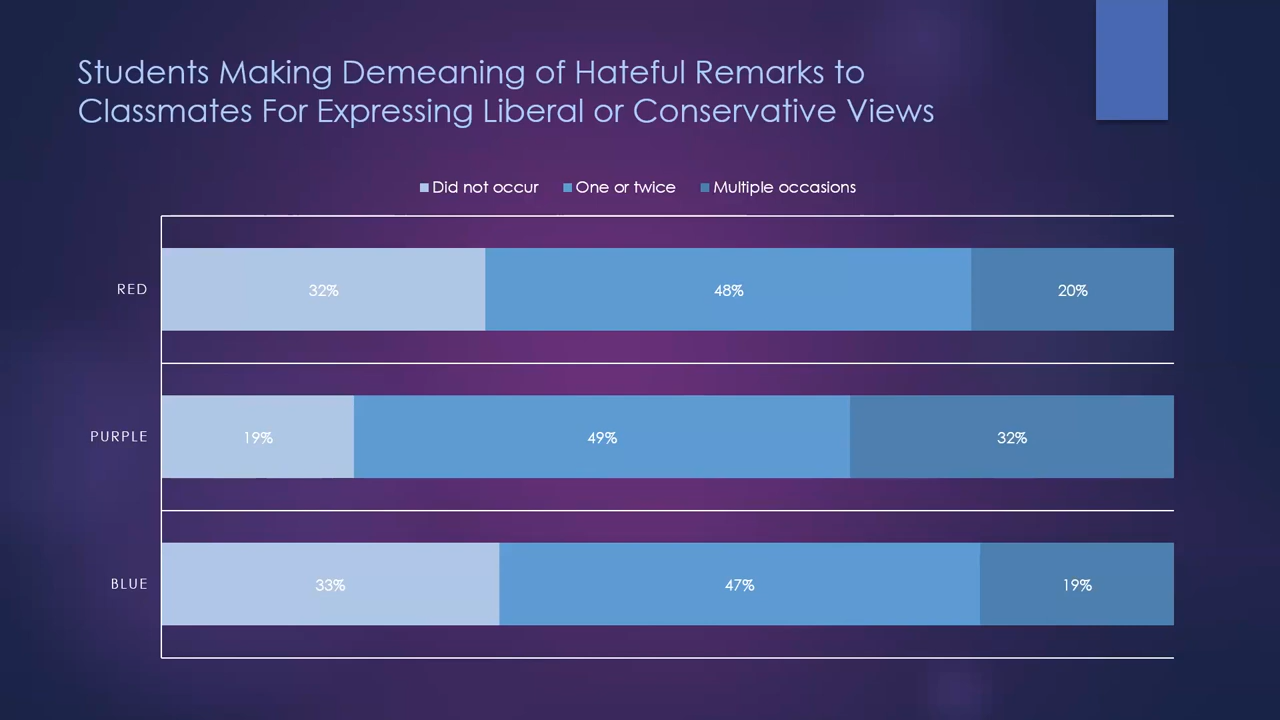 Students Making Demeaning of Hateful Remarks to
Classmates For Expressing Liberal or Conservative Views
Did not occur One or twice Multiple occasions
RED 32% 48% 20%
PURPLE 19% 49% 32%
BLUE 33% 47% 19%